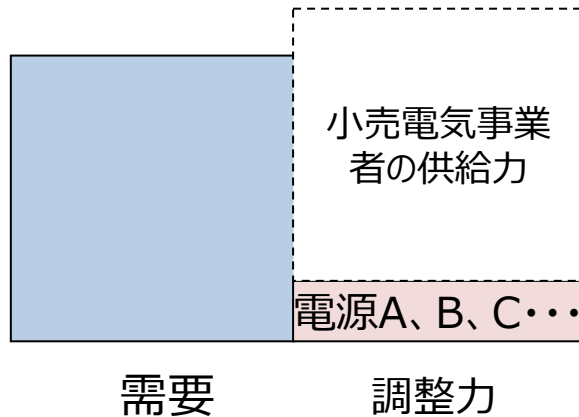 小売電気事業
者の供給力
電源A、B、C・・・
需要
調整力